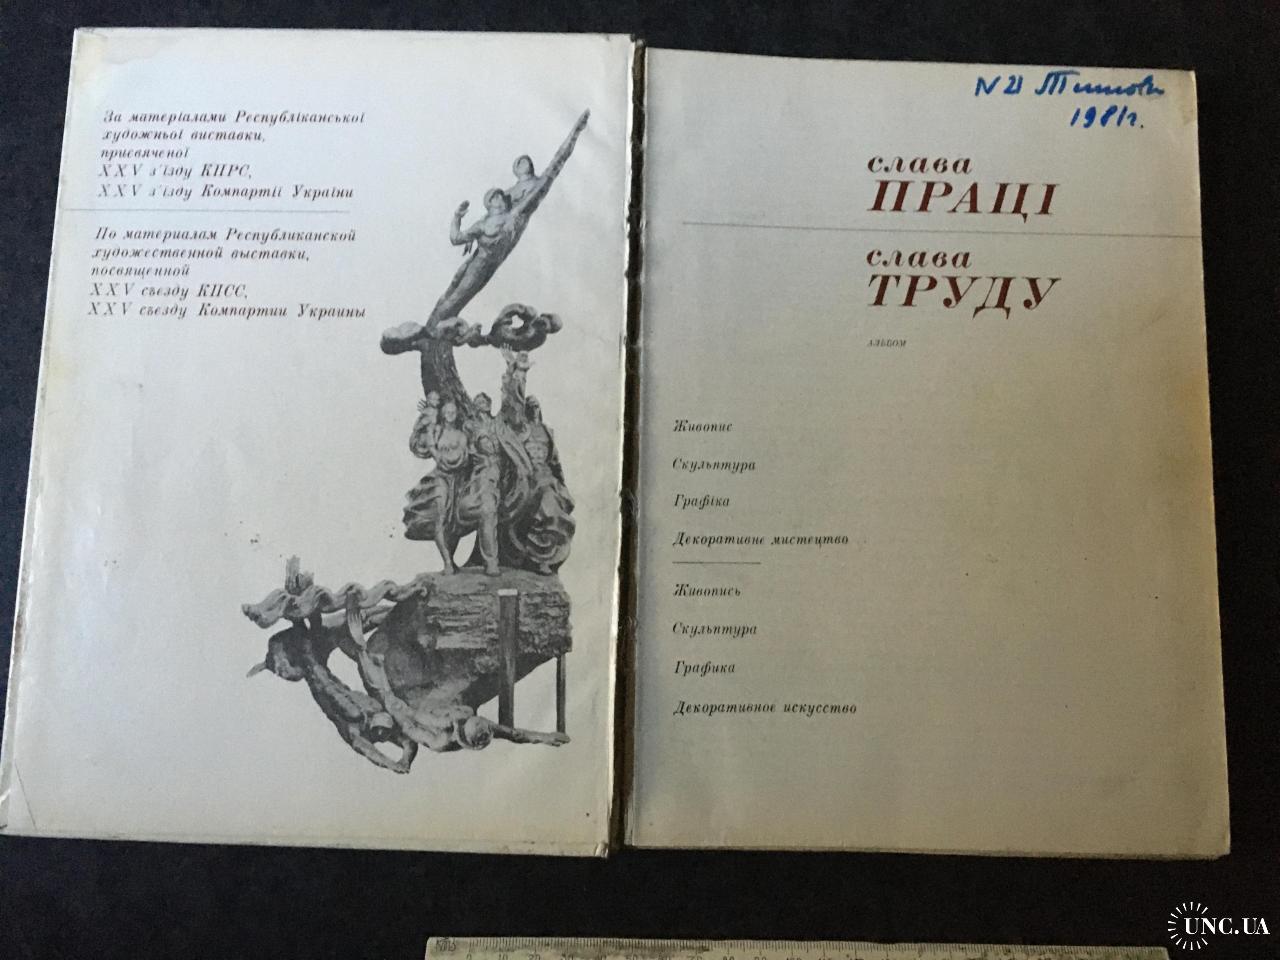 За матеріалами Республіканської
художньої виставки,
присвяченої
XXV з'їзду КПРС,
XXV з'їзду Компартії України
По материалам Республиканской
художественной выставки,
посвященной
XXV съезду КПСС,
XXV съезду Компартии Украины
N 21
1981г.
слава
ПРАЦІ
слава
ТРУДУ
альбом
Живопис
Скульптура
Графіка
Декоративне мистецтво
Живопись
Скульптура
Графика
Декоративное искусство
UNC.UA